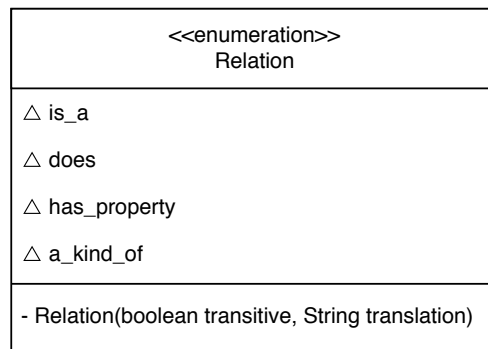 <<enumeration>>
Relation
△ is_a
△ does
△ has_property
△ a_kind_of
- Relation(boolean transitive, String translation)